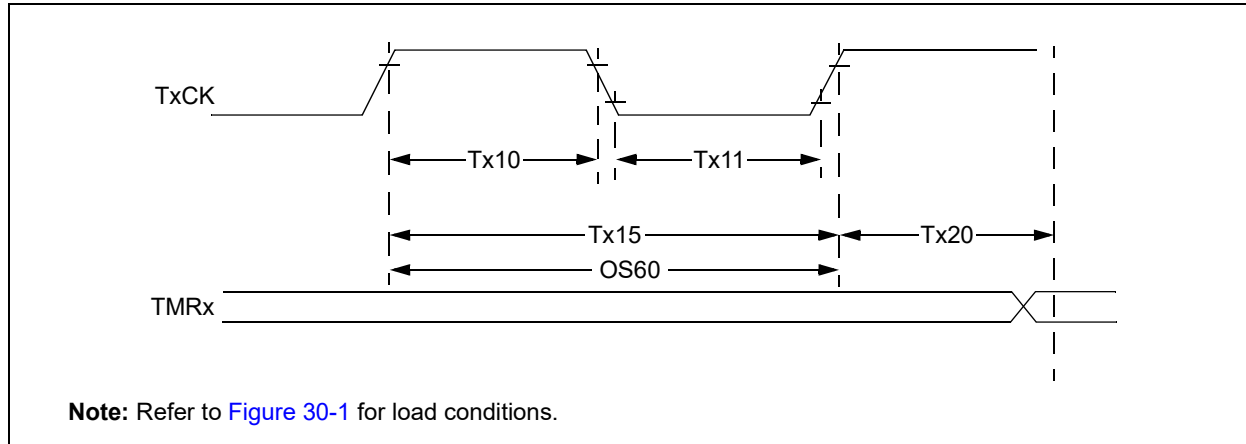 TxCK
Tx10
Tx11
Tx15
Tx20
OS60
TMRx
Note: Refer to Figure 30-1 for load conditions.